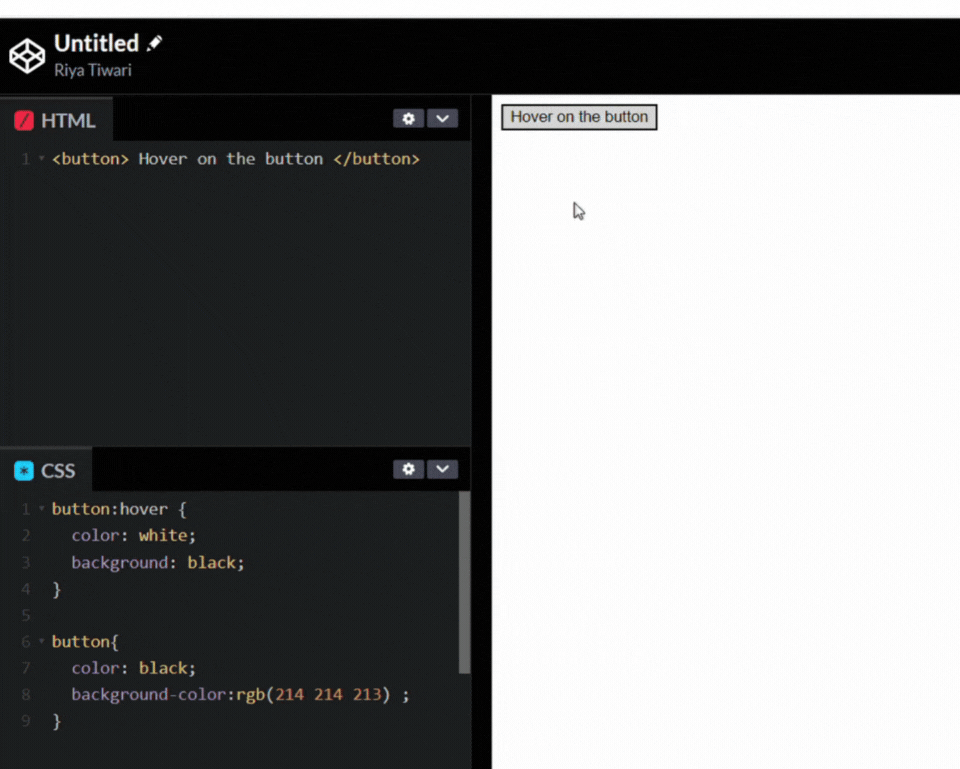 Untitled
Riya Tiwari
HTML
1 <button> Hover on the button </button>
Hover on the button
CSS
1 button:hover {
2 color: white;
3 background: black;
4 }
5
6 button{
7 color: black;
8 background-color:rgb(214 214 213) ;
9 }